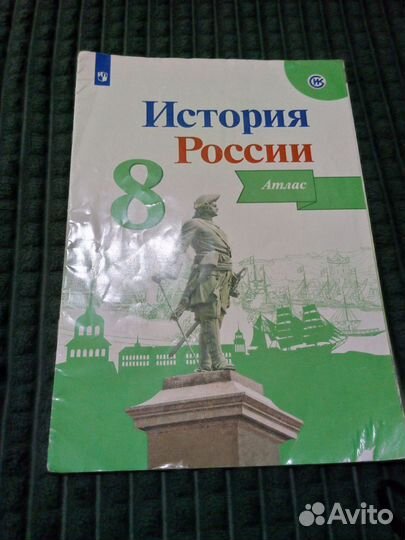 История
России
8
Атлас
Avito